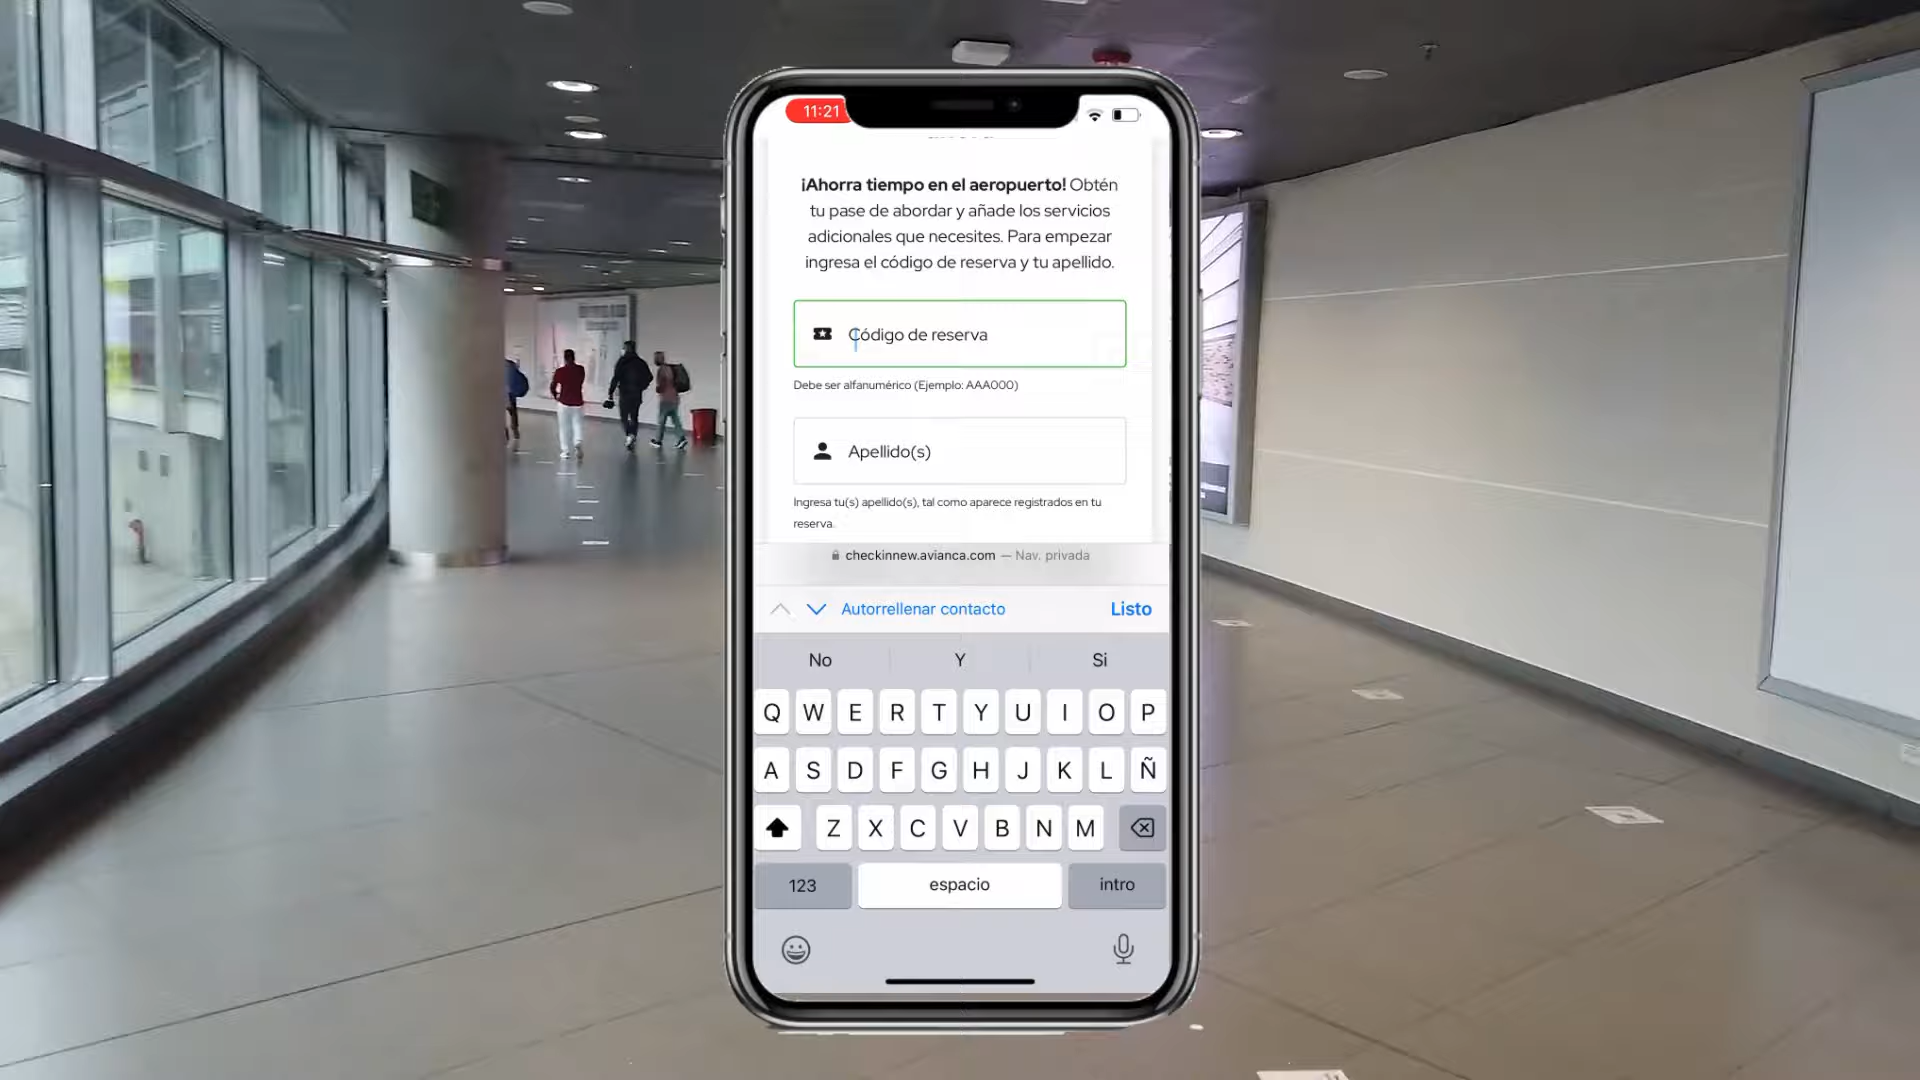 11:21
¡Ahorra tiempo en el aeropuerto! Obtén
tu pase de abordar y añade los servicios
adicionales que necesites. Para empezar
ingresa el código de reserva y tu apellido.
Código de reserva
Debe ser alfanumérico (Ejemplo: AAA000)
Apellido(s)
Ingresa tu(s) apellido(s), tal como aparece registrados en tu
reserva.
checkinnew.avianca.com — Nav. privada
Autorrellenar contacto Listo
No Y Si
Q W E R T Y U I O P
A S D F G H J K L Ñ
Z X C V B N M
123 espacio intro